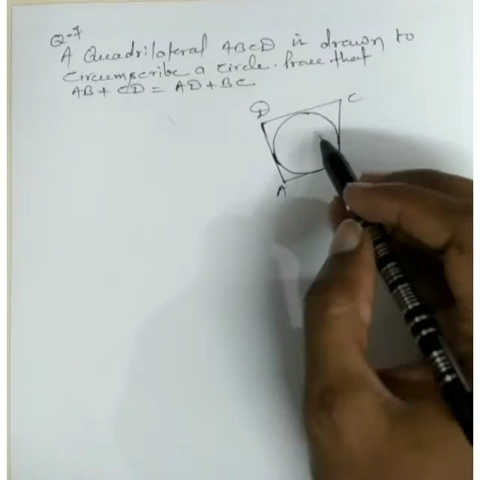 Q-7
A Quadrilateral ABCD is drawn to
circumscribe a circle. Prove that
AB + CD = AD + BC
D
C
A